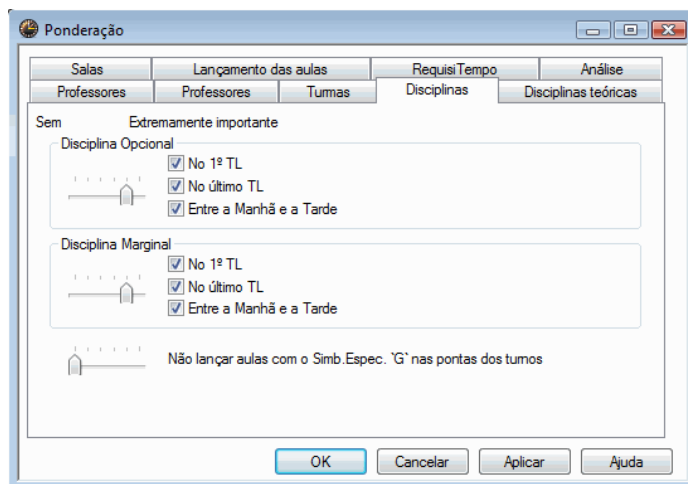 Ponderação
Salas Lançamento das aulas RequisiTempo Análise
Professores Professores Turmas Disciplinas Disciplinas teóricas
Sem Extremamente importante
Disciplina Opcional
No 1º TL
No último TL
Entre a Manhã e a Tarde
Disciplina Marginal
No 1º TL
No último TL
Entre a Manhã e a Tarde
Não lançar aulas com o Simb.Espec. `G` nas pontas dos turnos
OK Cancelar Aplicar Ajuda